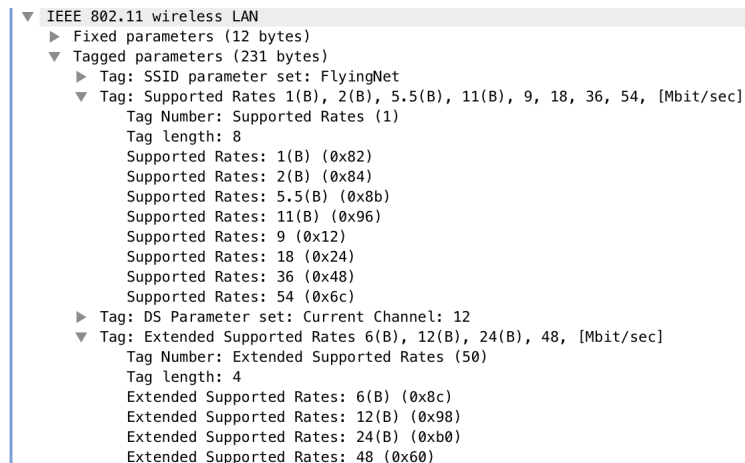 IEEE 802.11 wireless LAN
Fixed parameters (12 bytes)
Tagged parameters (231 bytes)
Tag: SSID parameter set: FlyingNet
Tag: Supported Rates 1(B), 2(B), 5.5(B), 11(B), 9, 18, 36, 54, [Mbit/sec]
Tag Number: Supported Rates (1)
Tag length: 8
Supported Rates: 1(B) (0x82)
Supported Rates: 2(B) (0x84)
Supported Rates: 5.5(B) (0x8b)
Supported Rates: 11(B) (0x96)
Supported Rates: 9 (0x12)
Supported Rates: 18 (0x24)
Supported Rates: 36 (0x48)
Supported Rates: 54 (0x6c)
Tag: DS Parameter set: Current Channel: 12
Tag: Extended Supported Rates 6(B), 12(B), 24(B), 48, [Mbit/sec]
Tag Number: Extended Supported Rates (50)
Tag length: 4
Extended Supported Rates: 6(B) (0x8c)
Extended Supported Rates: 12(B) (0x98)
Extended Supported Rates: 24(B) (0xb0)
Extended Supported Rates: 48 (0x60)